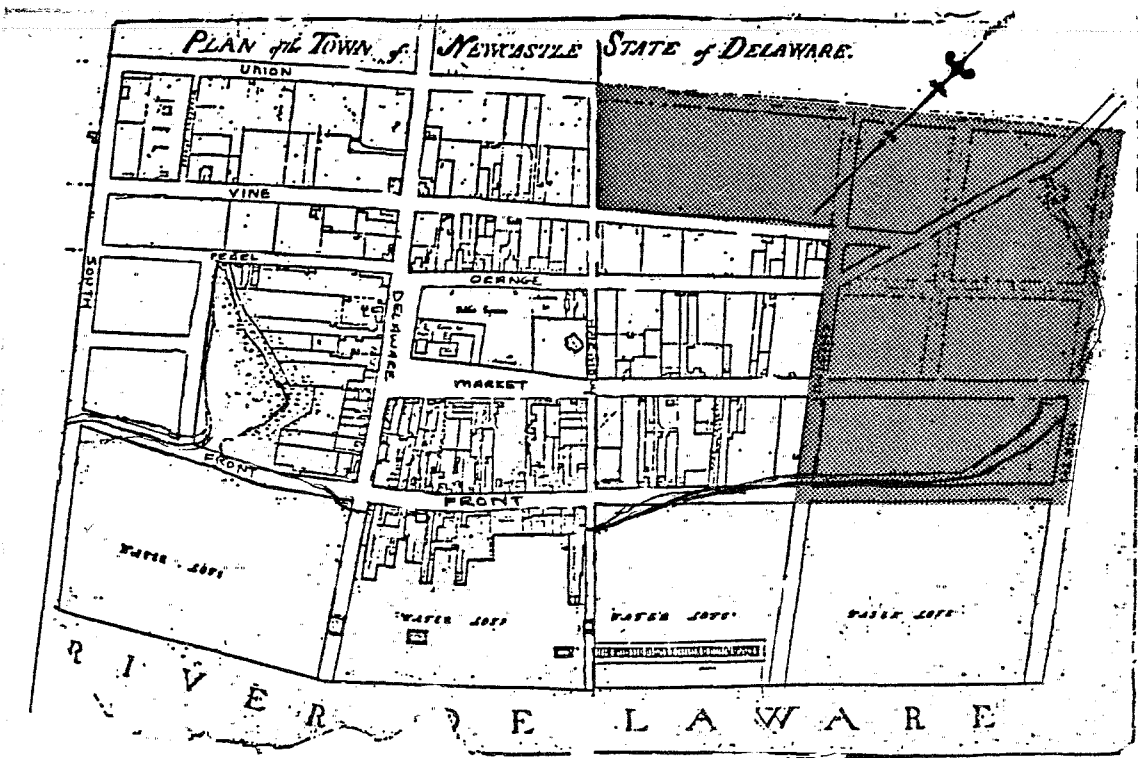 PLAN of the TOWN of NEWCASTLE STATE of DELAWARE.
UNION
VINE
PEARL
SOUTH
DELAWARE
ORANGE
MARKET
FRONT
FRONT
WATER LOTS
WATER LOTS
WATER LOTS
WATER LOTS
RIVER DELAWARE